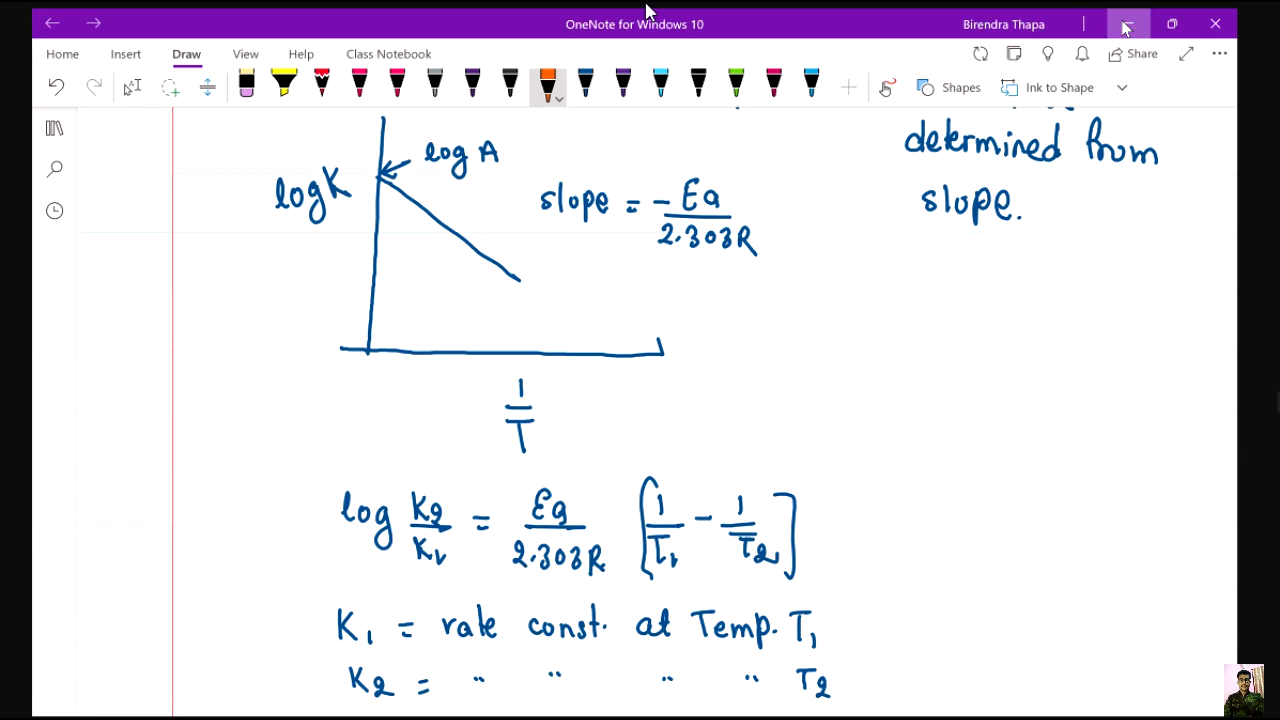 OneNote for Windows 10
Birendra Thapa
Home Insert Draw View Help Class Notebook
Share
Shapes
Ink to Shape
determined from
slope.
log A
log K
slope = -Ea / 2.303R
1/T
log K2/K1 = Ea/2.303R [1/T1 - 1/T2]
K1 = rate const. at Temp. T1
K2 = " " " " T2